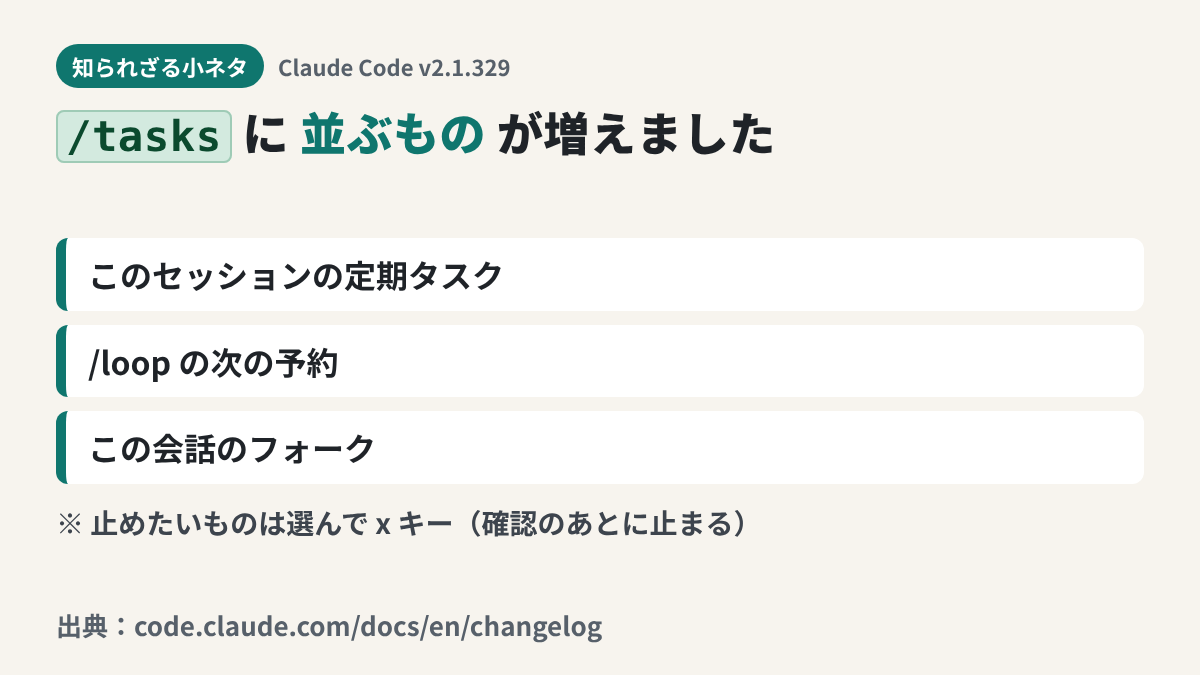 知られざる小ネタ Claude Code v2.1.329
/tasks に 並ぶもの が増えました
このセッションの定期タスク
/loop の次の予約
この会話のフォーク
※ 止めたいものは選んで x キー（確認のあとに止まる）
出典：code.claude.com/docs/en/changelog